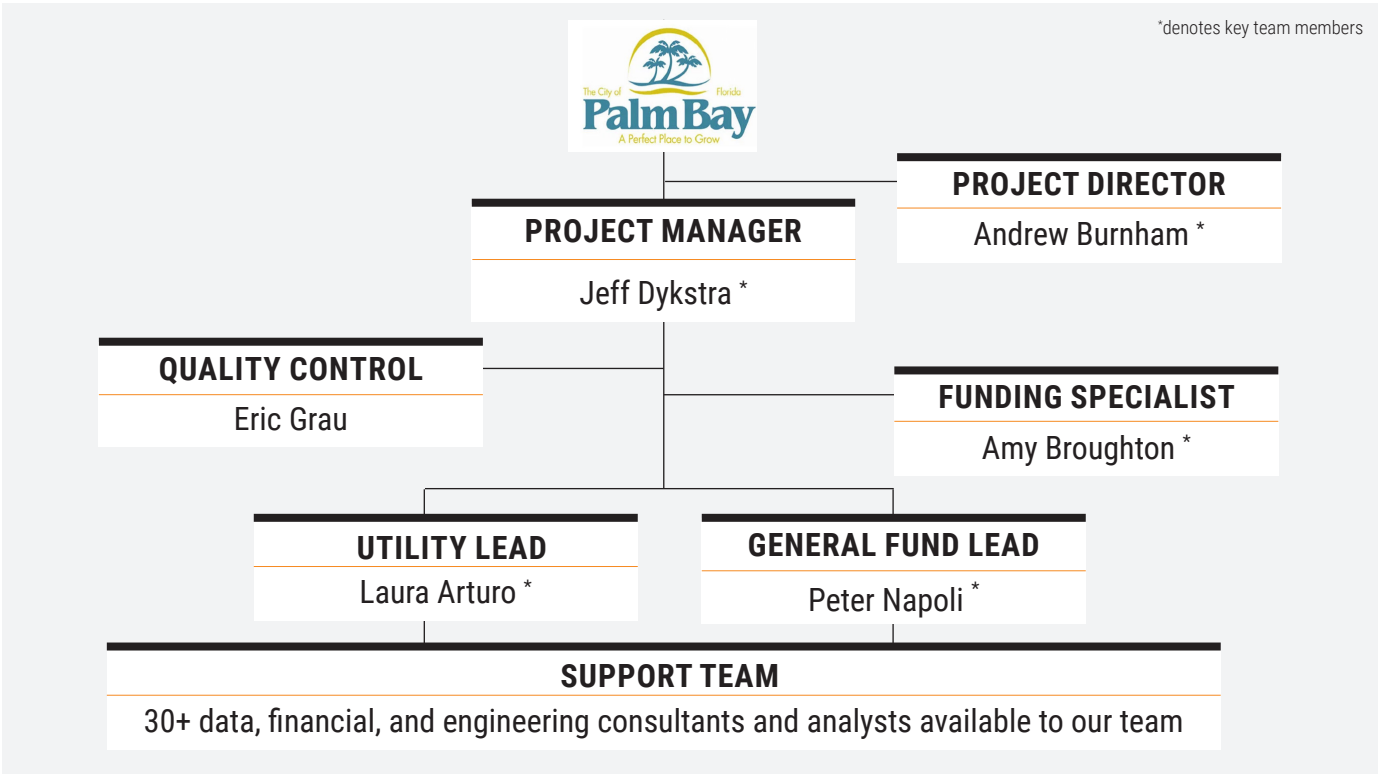 *denotes key team members
The City of Florida
Palm Bay
A Perfect Place to Grow
PROJECT DIRECTOR
Andrew Burnham *
PROJECT MANAGER
Jeff Dykstra *
QUALITY CONTROL
Eric Grau
FUNDING SPECIALIST
Amy Broughton *
UTILITY LEAD
Laura Arturo *
GENERAL FUND LEAD
Peter Napoli *
SUPPORT TEAM
30+ data, financial, and engineering consultants and analysts available to our team